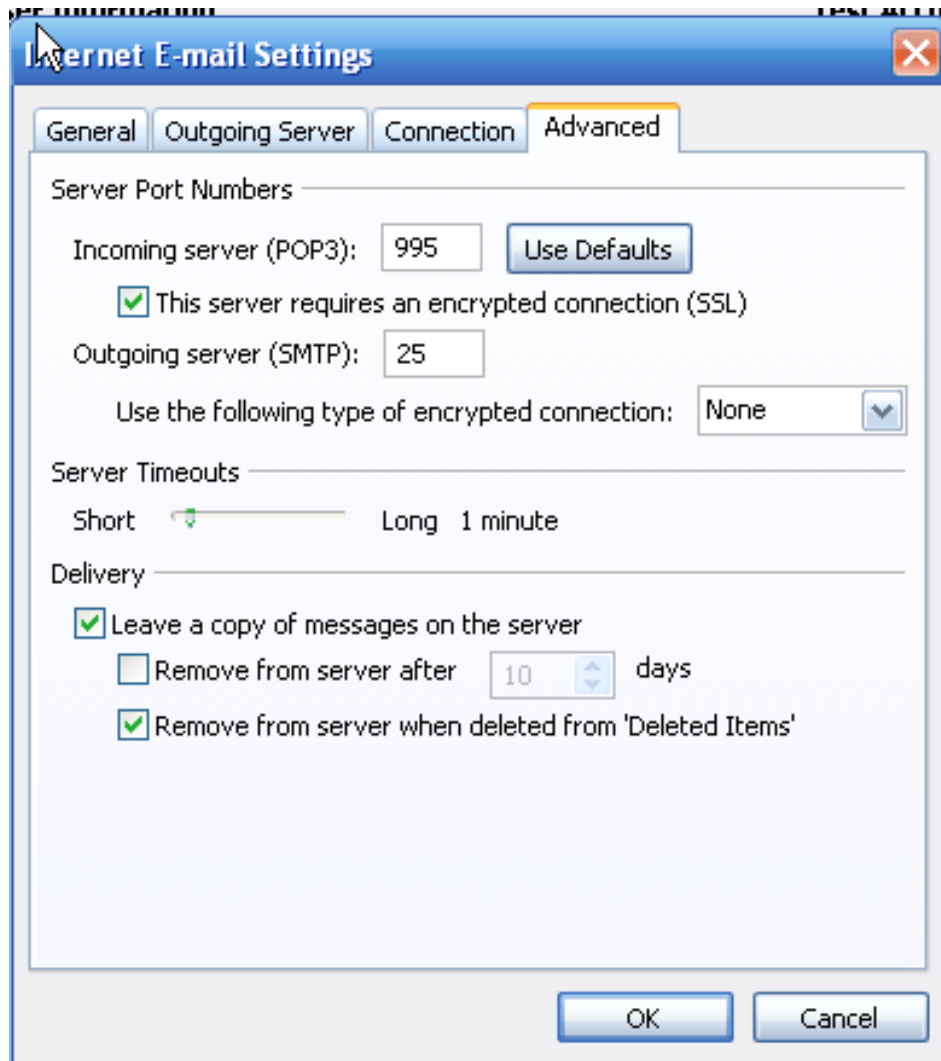 Internet E-mail Settings
General Outgoing Server Connection Advanced
Server Port Numbers
Incoming server (POP3): 995 Use Defaults
This server requires an encrypted connection (SSL)
Outgoing server (SMTP): 25
Use the following type of encrypted connection: None
Server Timeouts
Short Long 1 minute
Delivery
Leave a copy of messages on the server
Remove from server after 10 days
Remove from server when deleted from 'Deleted Items'
OK Cancel